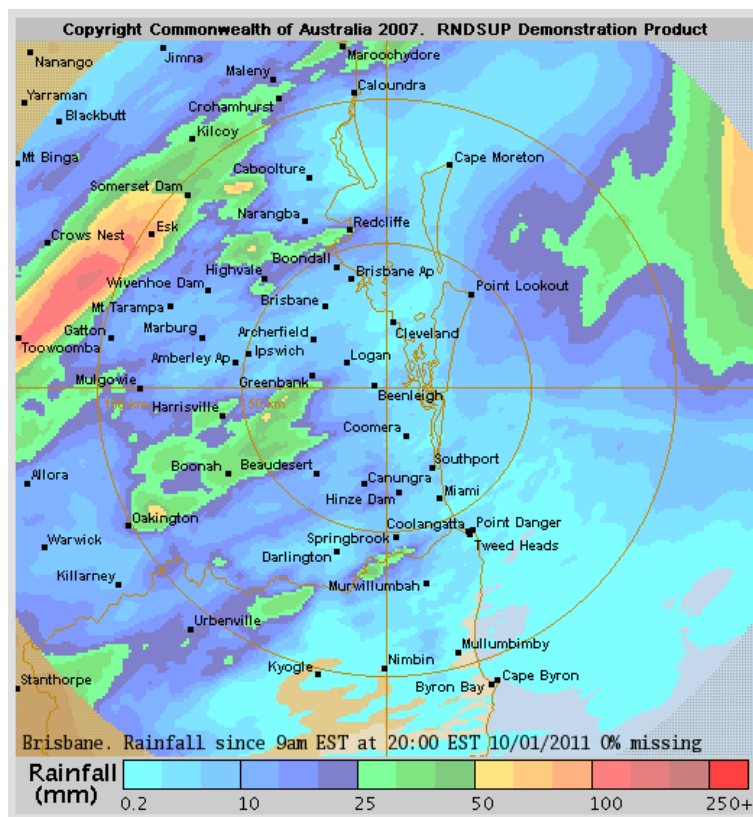 Copyright Commonwealth of Australia 2007. RNDSUP Demonstration Product
Nanango
Jimna
Maroochydore
Maleny
Yarraman
Crohamhurst
Caloundra
Blackbutt
Kilcoy
Mt Binga
Caboolture
Cape Moreton
Somerset Dam
Narangba
Redcliffe
Crows Nest
Esk
Boondall
Highvale
Brisbane Ap
Wivenhoe Dam
Point Lookout
Mt Tarampa
Brisbane
Gatton
Marburg
Archerfield
Cleveland
Toowoomba
Amberley Ap
Ipswich
Logan
Mulgowie
Greenbank
Beenleigh
100 km
50 km
Harrisville
Coomera
Allora
Boonah
Beaudesert
Southport
Canungra
Hinze Dam
Miami
Oakington
Coolangatta
Point Danger
Warwick
Springbrook
Tweed Heads
Darlington
Killarney
Murwillumbah
Urbenville
Mullumbimby
Stanthorpe
Kyogle
Nimbin
Cape Byron
Byron Bay
Brisbane. Rainfall since 9am EST at 20:00 EST 10/01/2011 0% missing
Rainfall
(mm)
0.2 10 25 50 100 250+